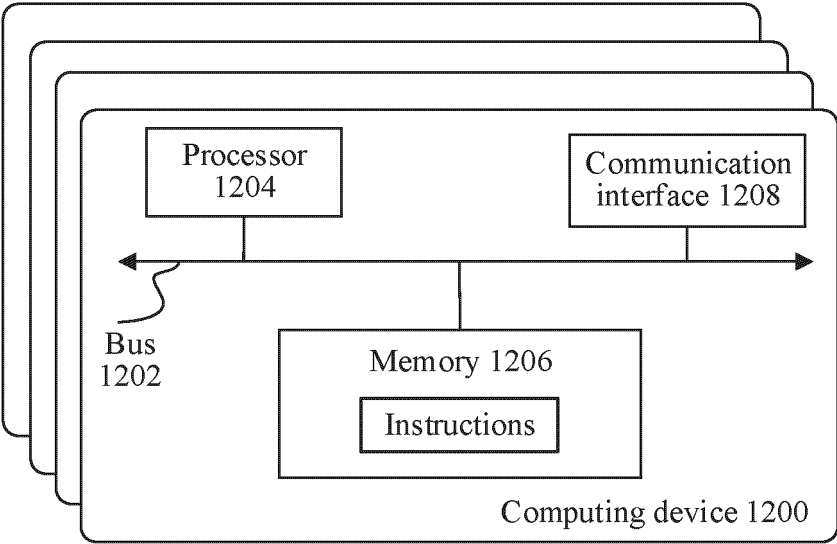 Processor
1204
Communication
interface 1208
Bus
1202
Memory 1206
Instructions
Computing device 1200